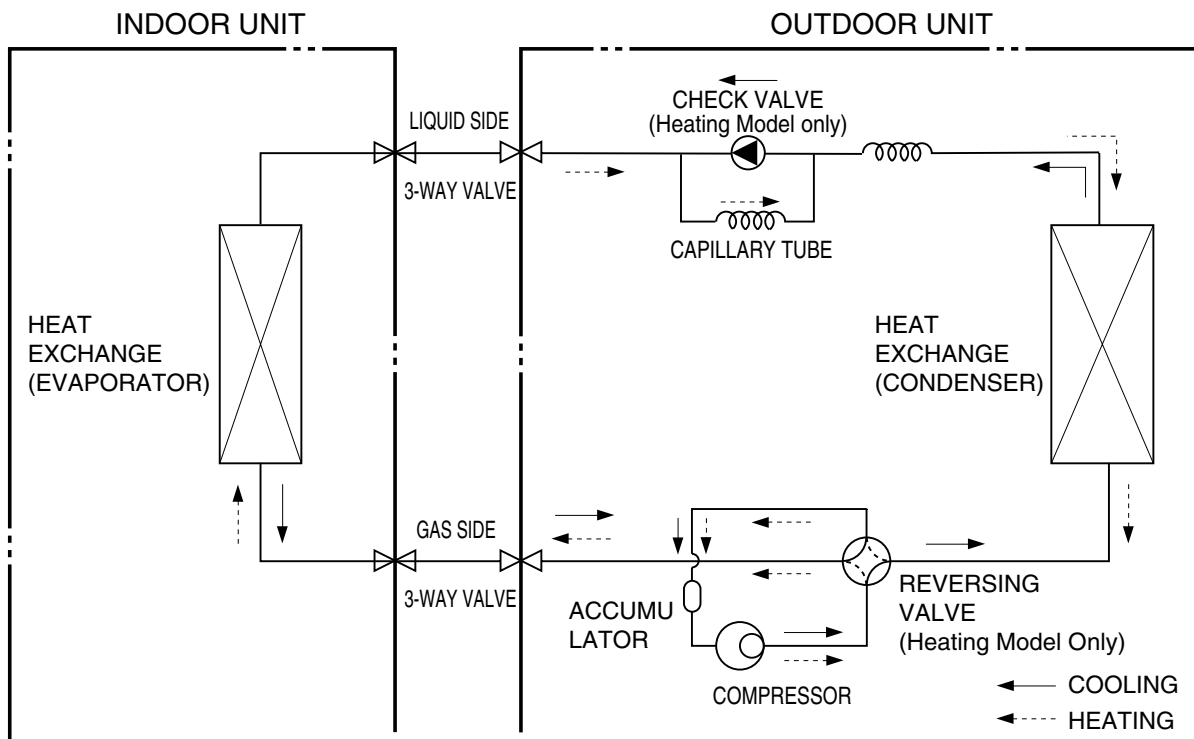 INDOOR UNIT
OUTDOOR UNIT
LIQUID SIDE
3-WAY VALVE
CHECK VALVE
(Heating Model only)
CAPILLARY TUBE
HEAT
EXCHANGE
(EVAPORATOR)
HEAT
EXCHANGE
(CONDENSER)
GAS SIDE
3-WAY VALVE
ACCUMU
LATOR
COMPRESSOR
REVERSING
VALVE
(Heating Model Only)
COOLING
HEATING